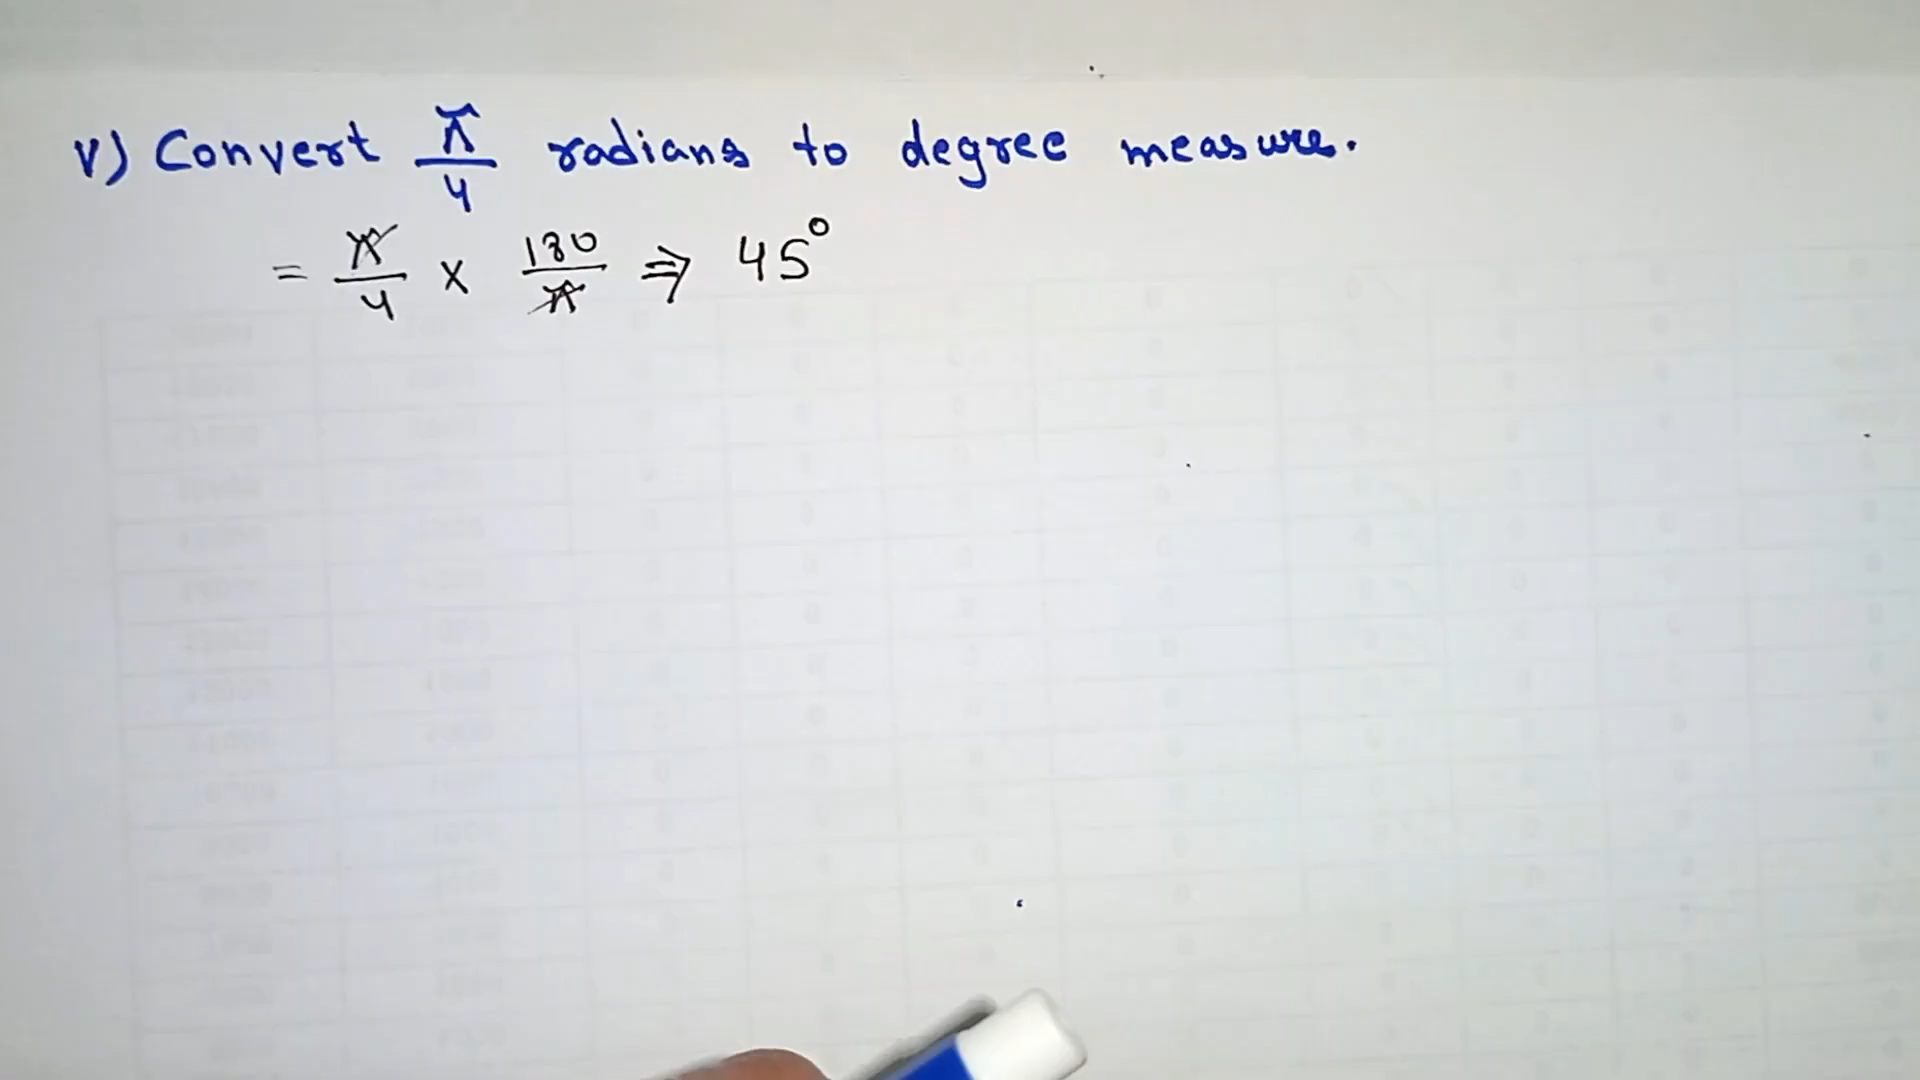 V) Convert π/4 radians to degree measure.
= π/4 × 180/π ⇒ 45°